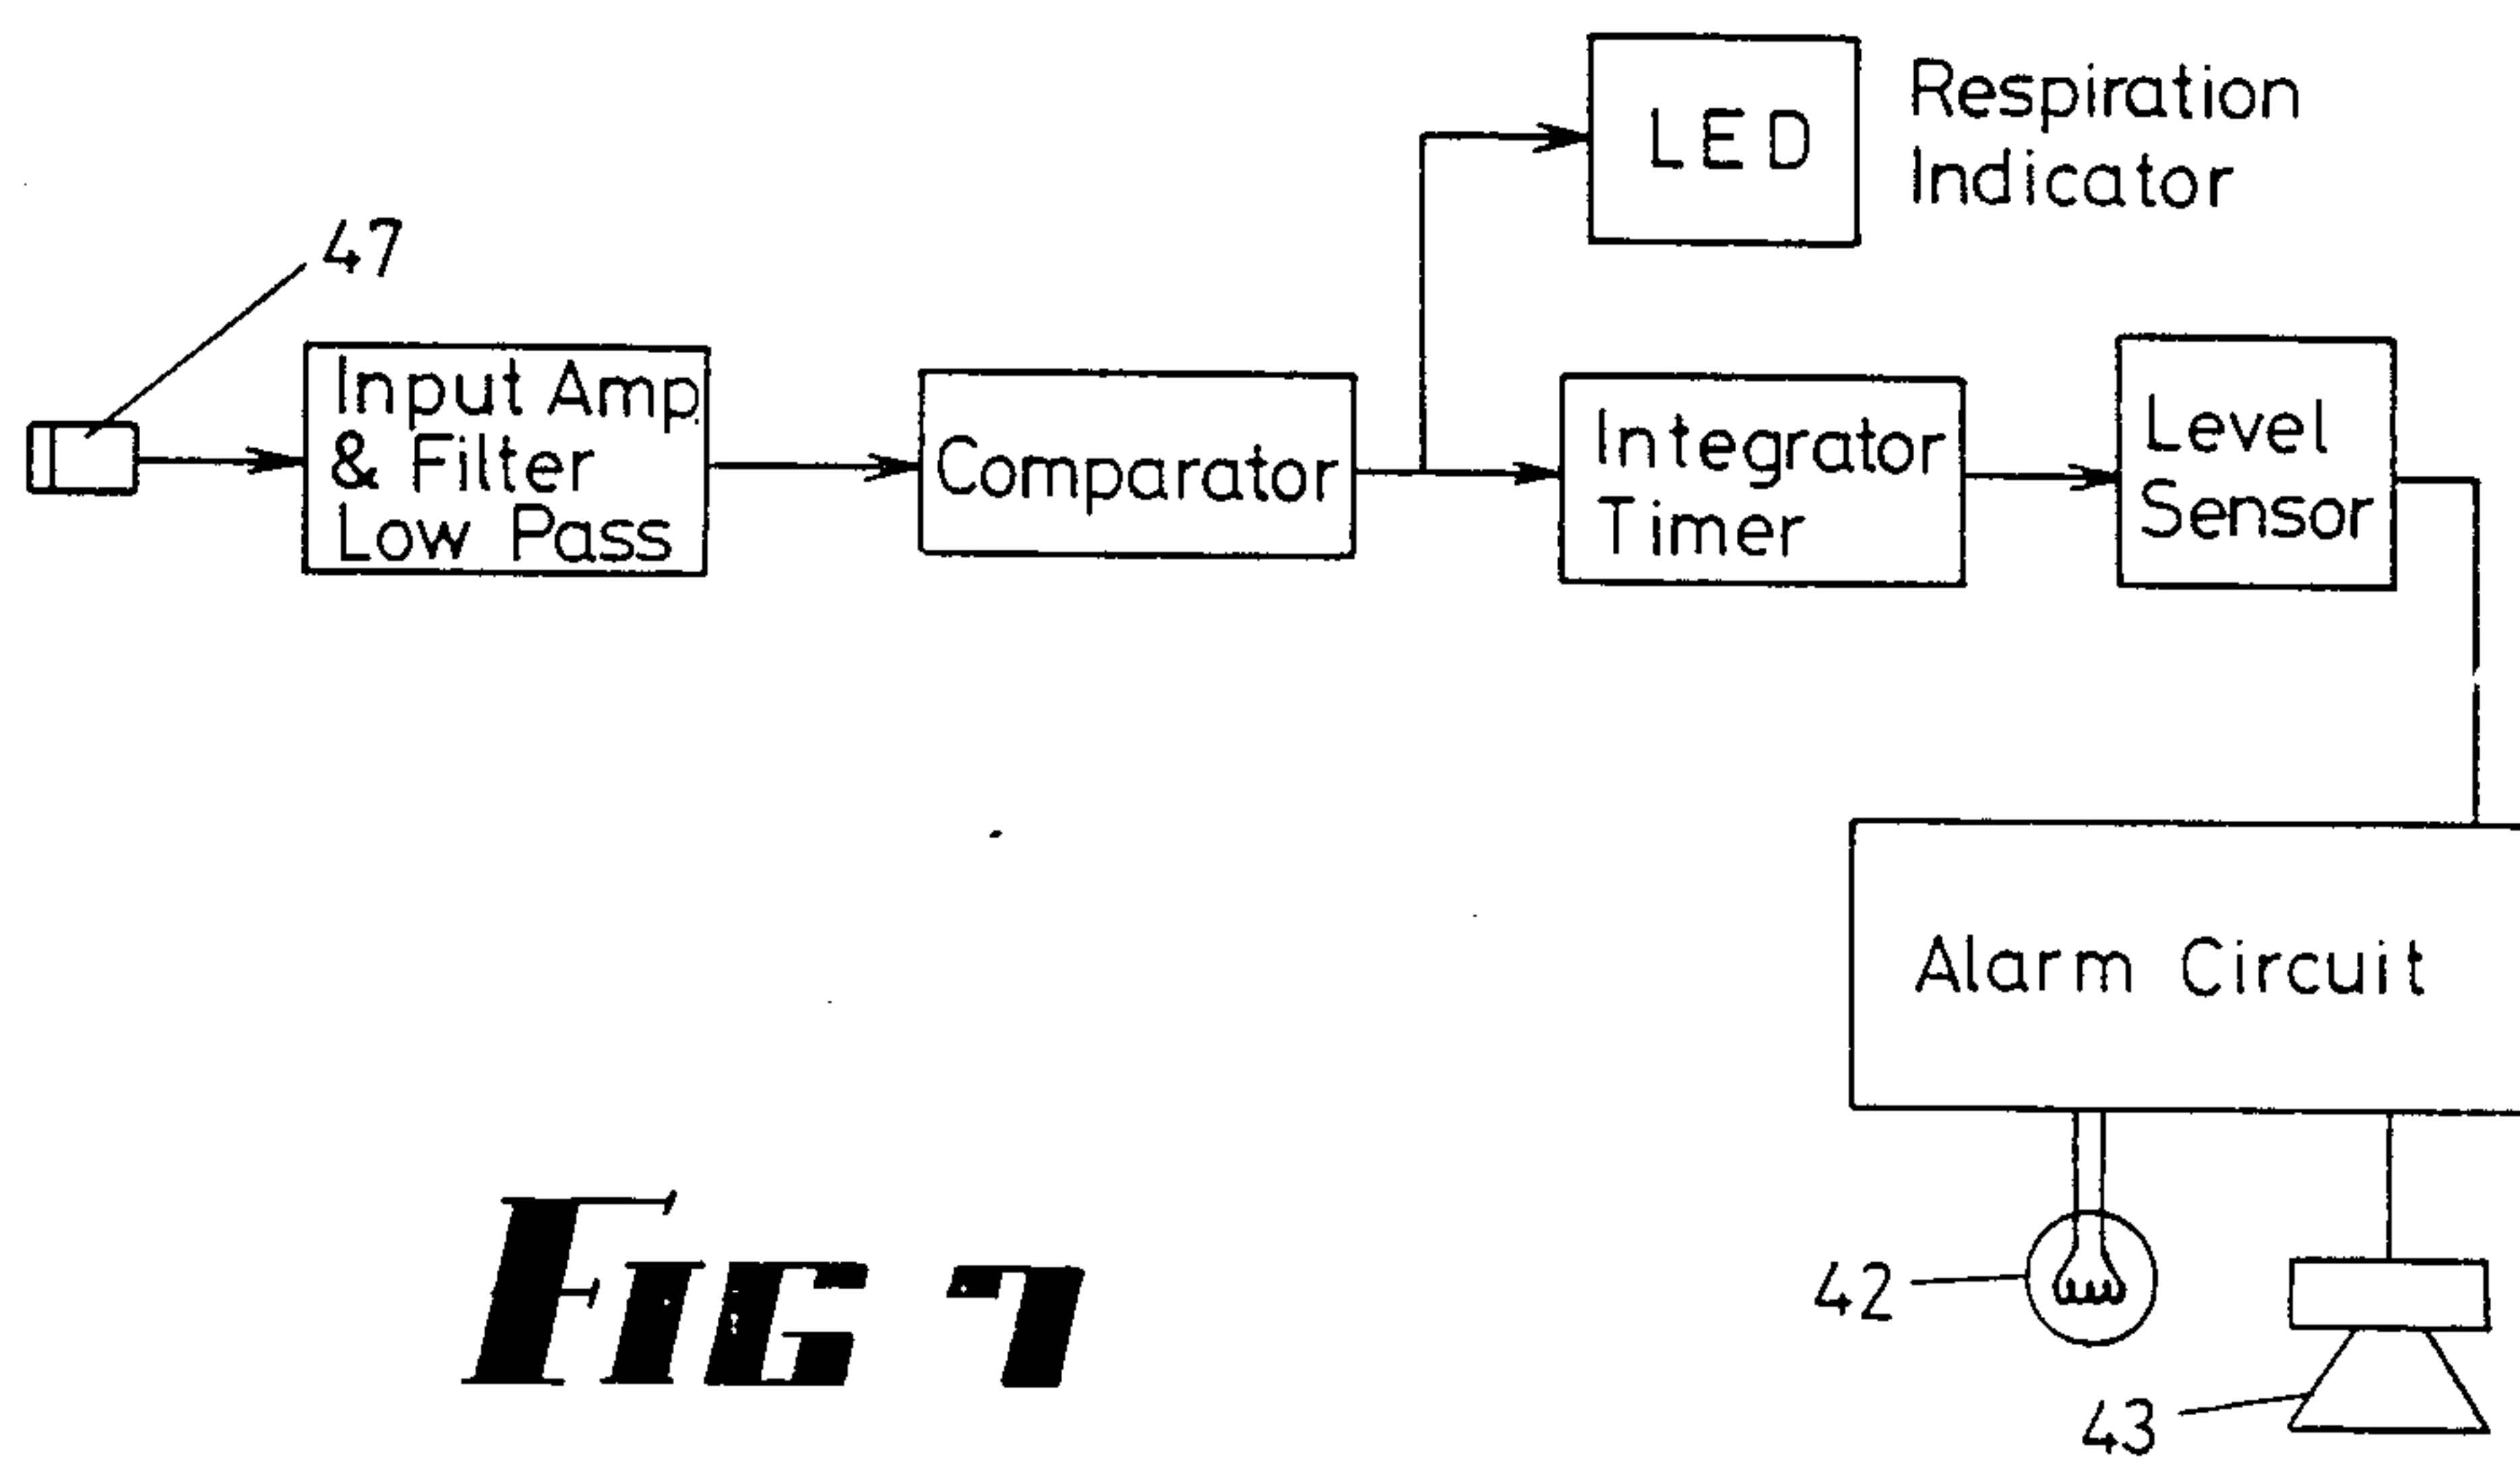 LED
Respiration
Indicator
47
Input Amp
& Filter
Low Pass
Comparator
Integrator
Timer
Level
Sensor
Alarm Circuit
42
43
FIG 7